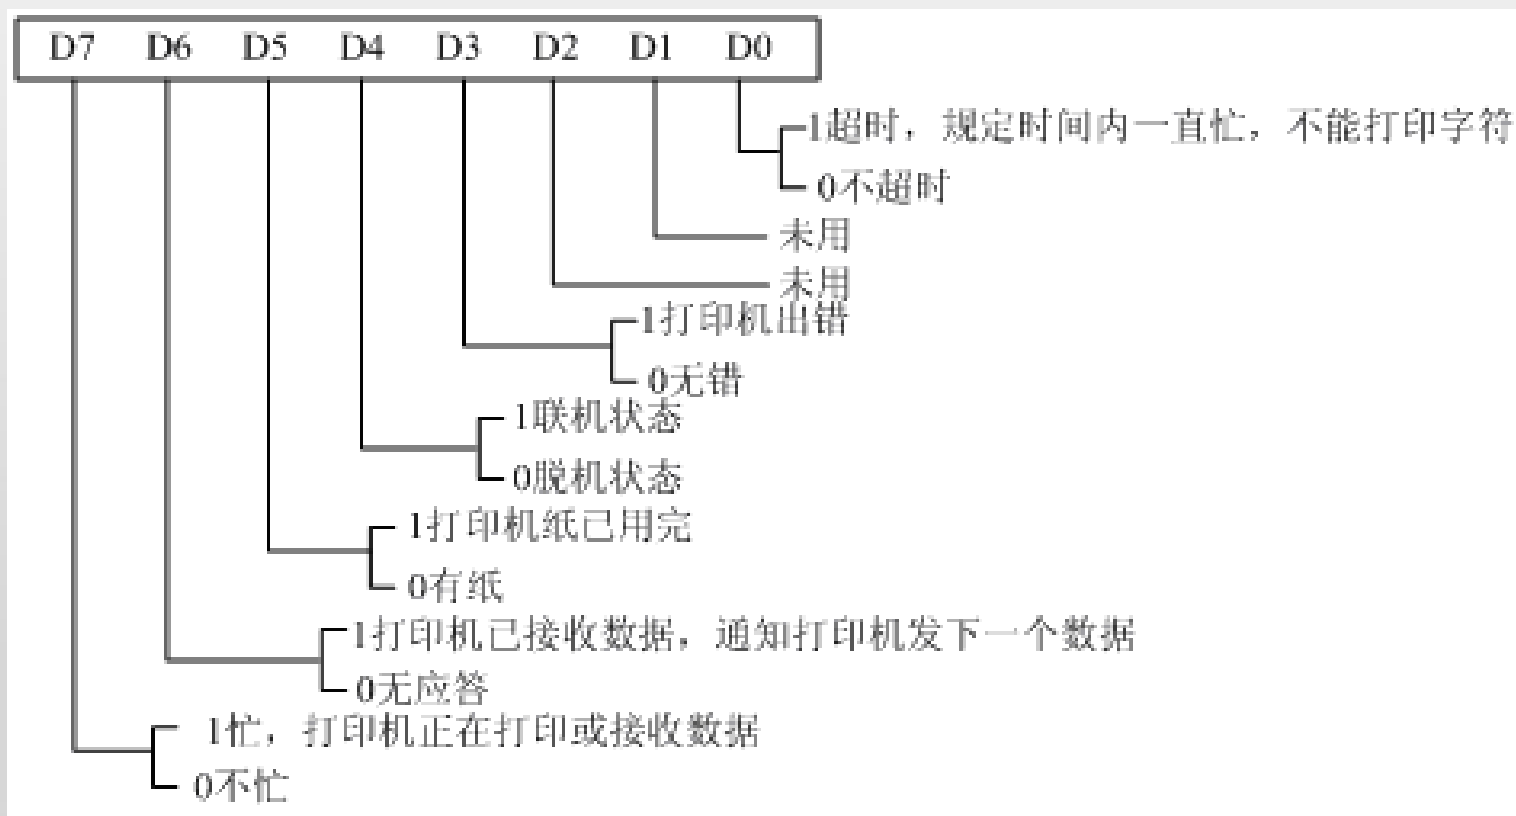 D7 D6 D5 D4 D3 D2 D1 D0
1超时，规定时间内一直忙，不能打印字符
0不超时
未用
未用
1打印机出错
0无错
1联机状态
0脱机状态
1打印机纸已用完
0有纸
1打印机已接收数据，通知打印机发下一个数据
0无应答
1忙，打印机正在打印或接收数据
0不忙